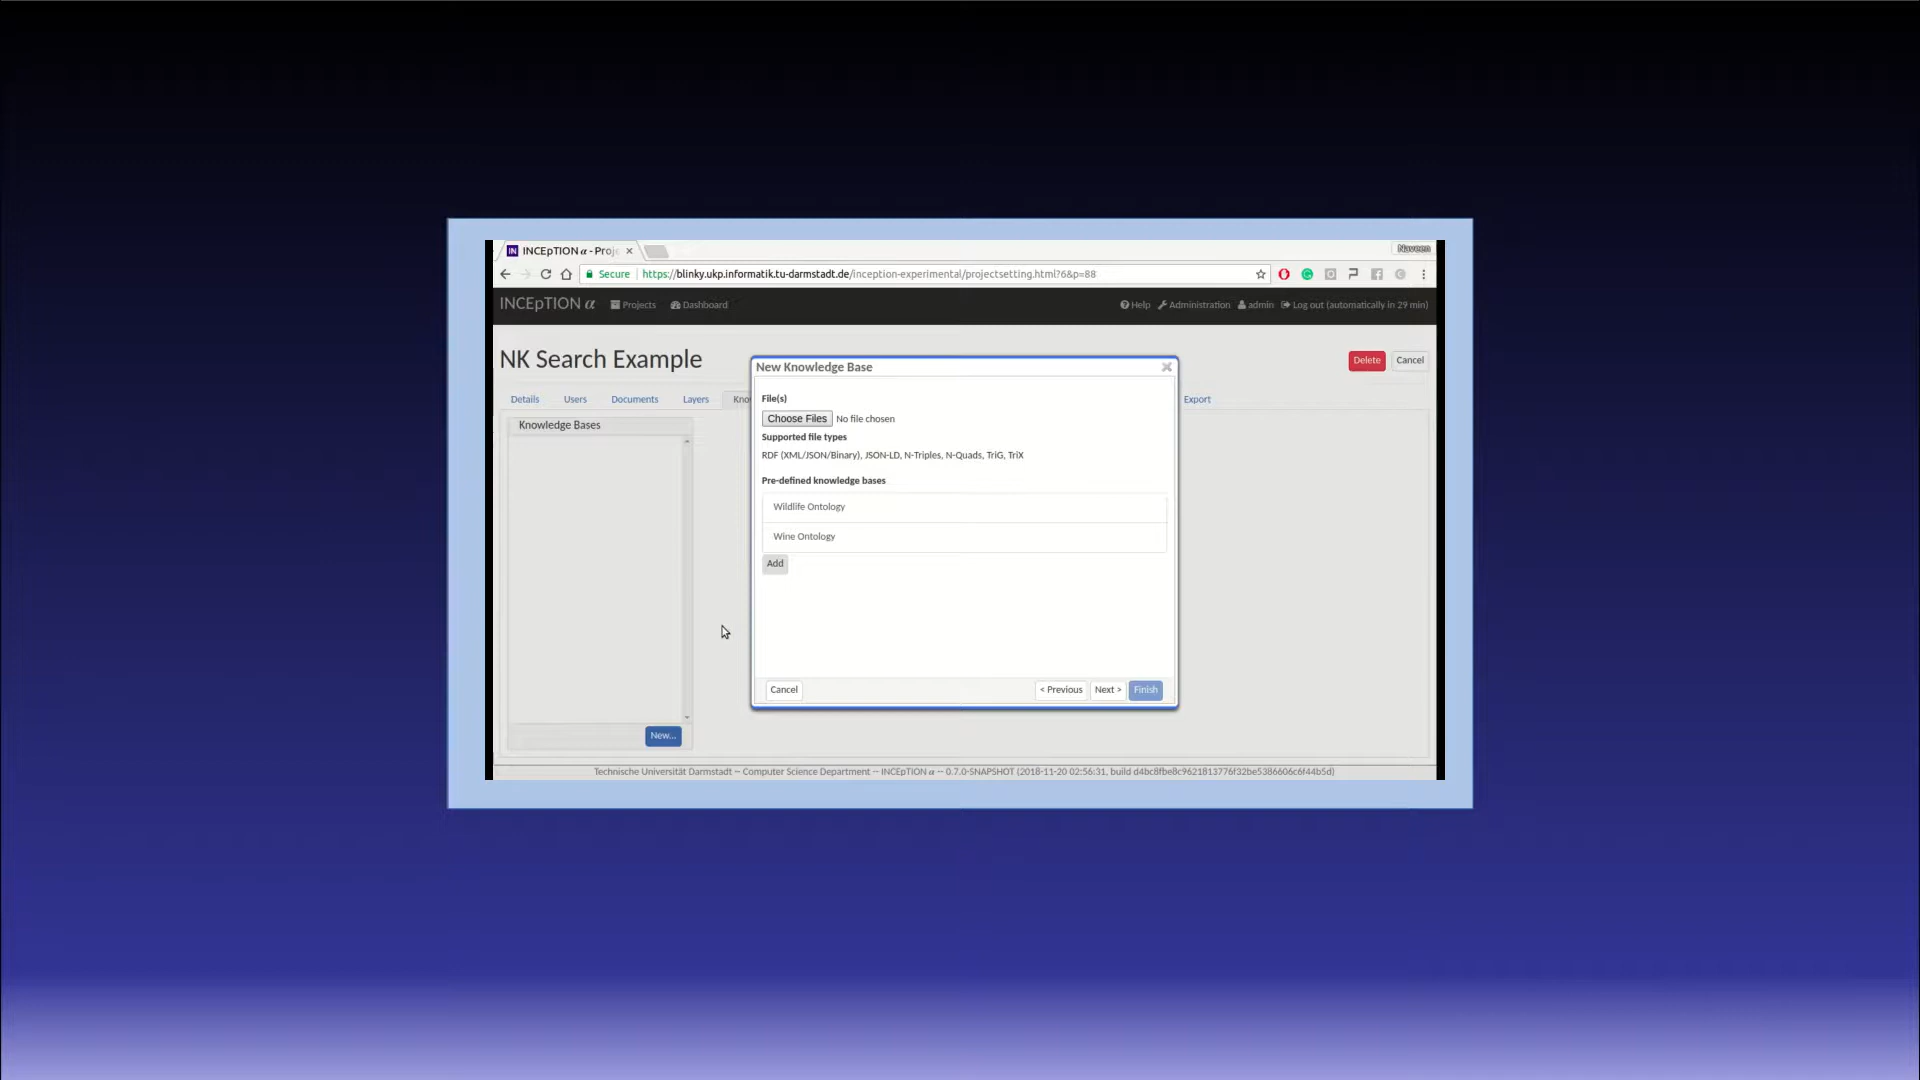 INCEpTION α - Proj
Naveen
Secure https://blinky.ukp.informatik.tu-darmstadt.de/inception-experimental/projectsetting.html?6&p=88
INCEpTION α Projects Dashboard Help Administration admin Log out (automatically in 29 min)
NK Search Example
Delete Cancel
Details Users Documents Layers Kno Export
Knowledge Bases
New Knowledge Base
File(s)
Choose Files No file chosen
Supported file types
RDF (XML/JSON/Binary), JSON-LD, N-Triples, N-Quads, TriG, TriX
Pre-defined knowledge bases
Wildlife Ontology
Wine Ontology
Add
Cancel < Previous Next > Finish
New...
Technische Universität Darmstadt -- Computer Science Department -- INCEpTION α -- 0.7.0-SNAPSHOT (2018-11-20 02:56:31, build d4bc8fbe8c9621813776f32be5386606c6f44b5d)